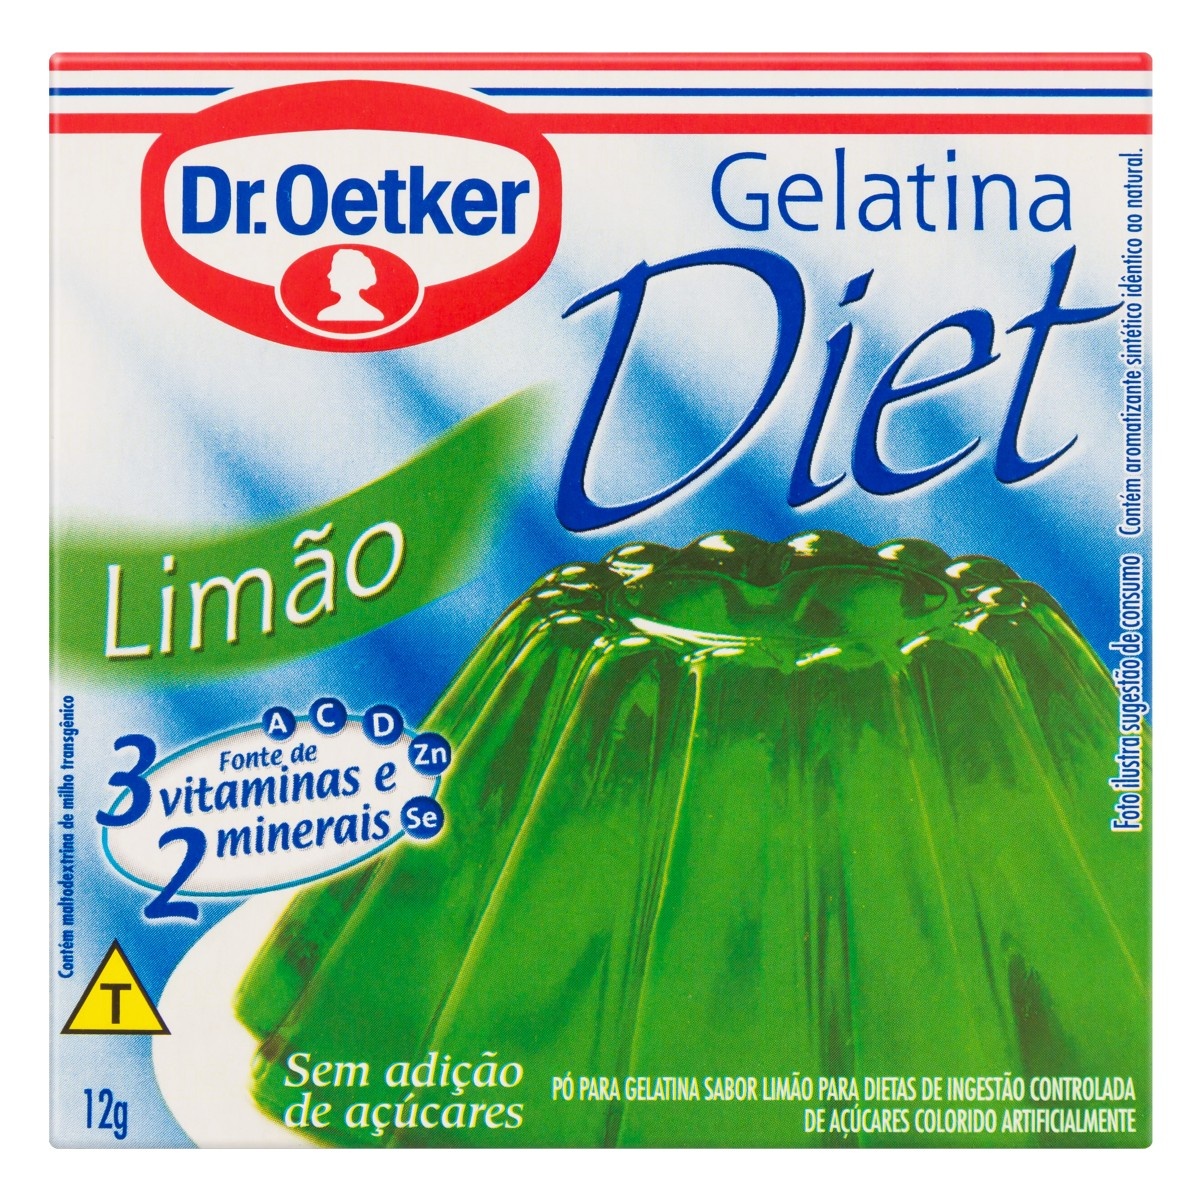 Dr.Oetker
Gelatina
Diet
Limão
A C D Zn Se
Fonte de
3 vitaminas e
2 minerais
Contém maltodextrina de milho transgênico
T
12g
Sem adição
de açúcares
PÓ PARA GELATINA SABOR LIMÃO PARA DIETAS DE INGESTÃO CONTROLADA
DE AÇÚCARES COLORIDO ARTIFICIALMENTE
Foto ilustra sugestão de consumo Contém aromatizante sintético idêntico ao natural.